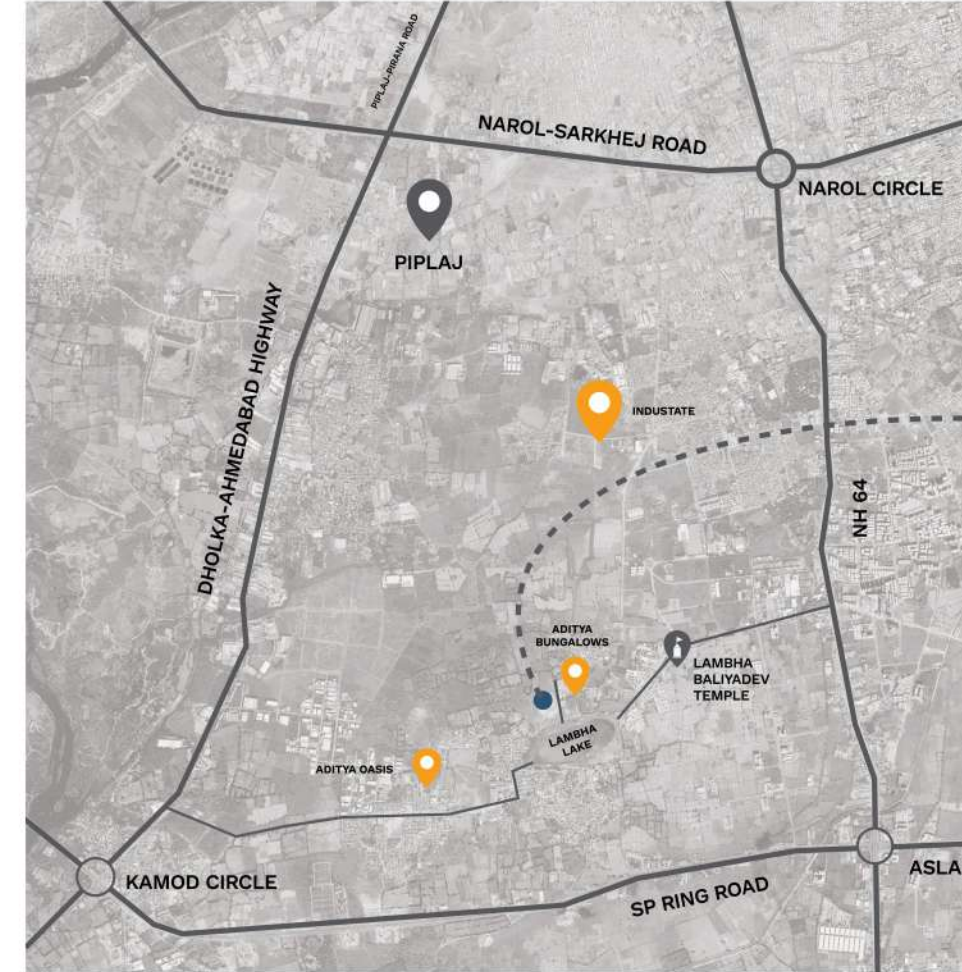 PIPLAJ-PIRANA ROAD
NAROL-SARKHEJ ROAD
NAROL CIRCLE
PIPLAJ
DHOLKA-AHMEDABAD HIGHWAY
INDUSTATE
NH 64
ADITYA
BUNGALOWS
LAMBHA
BALIYADEV
TEMPLE
LAMBHA
LAKE
ADITYA OASIS
KAMOD CIRCLE
ASLA
SP RING ROAD